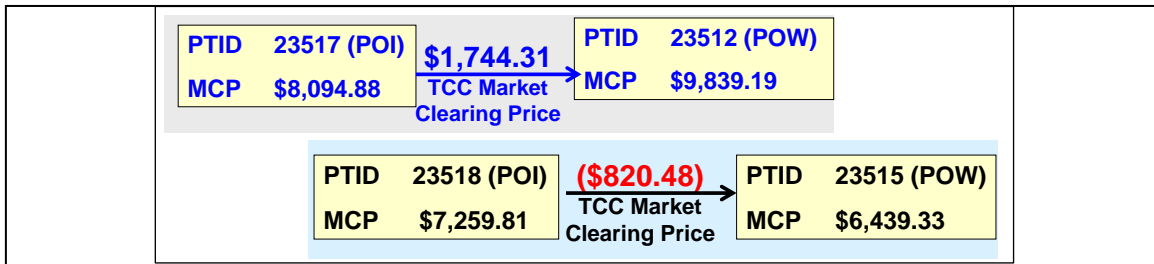 PTID 23517 (POI)
MCP $8,094.88
$1,744.31
TCC Market
Clearing Price
PTID 23512 (POW)
MCP $9,839.19
PTID 23518 (POI)
MCP $7,259.81
($820.48)
TCC Market
Clearing Price
PTID 23515 (POW)
MCP $6,439.33